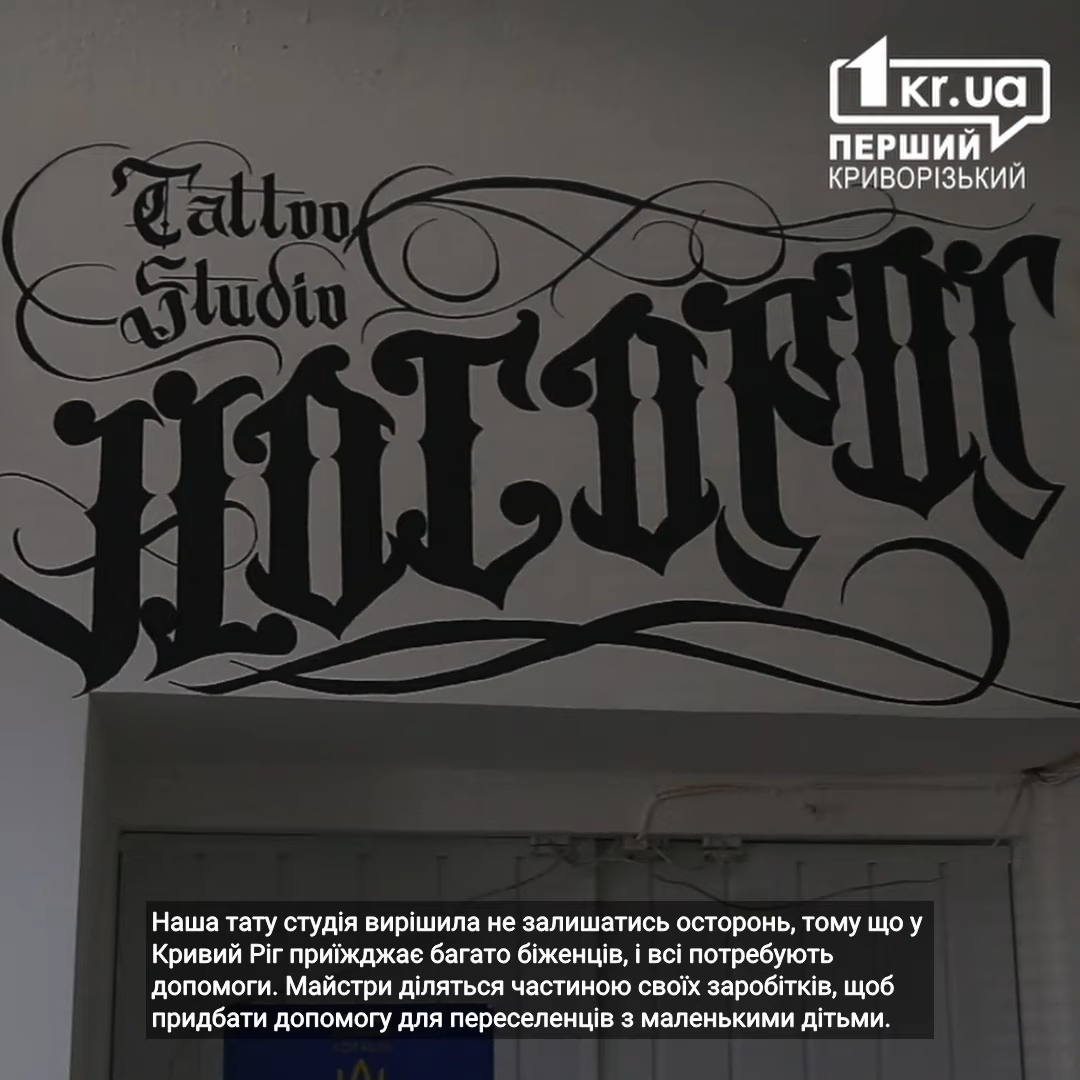 1kr.ua
ПЕРШИЙ
КРИВОРІЗЬКИЙ
Tattoo
Studio
НОСОРОГ
Наша тату студія вирішила не залишатись осторонь, тому що у
Кривий Ріг приїжджає багато біженців, і всі потребують
допомоги. Майстри діляться частиною своїх заробітків, щоб
придбати допомогу для переселенців з маленькими дітьми.